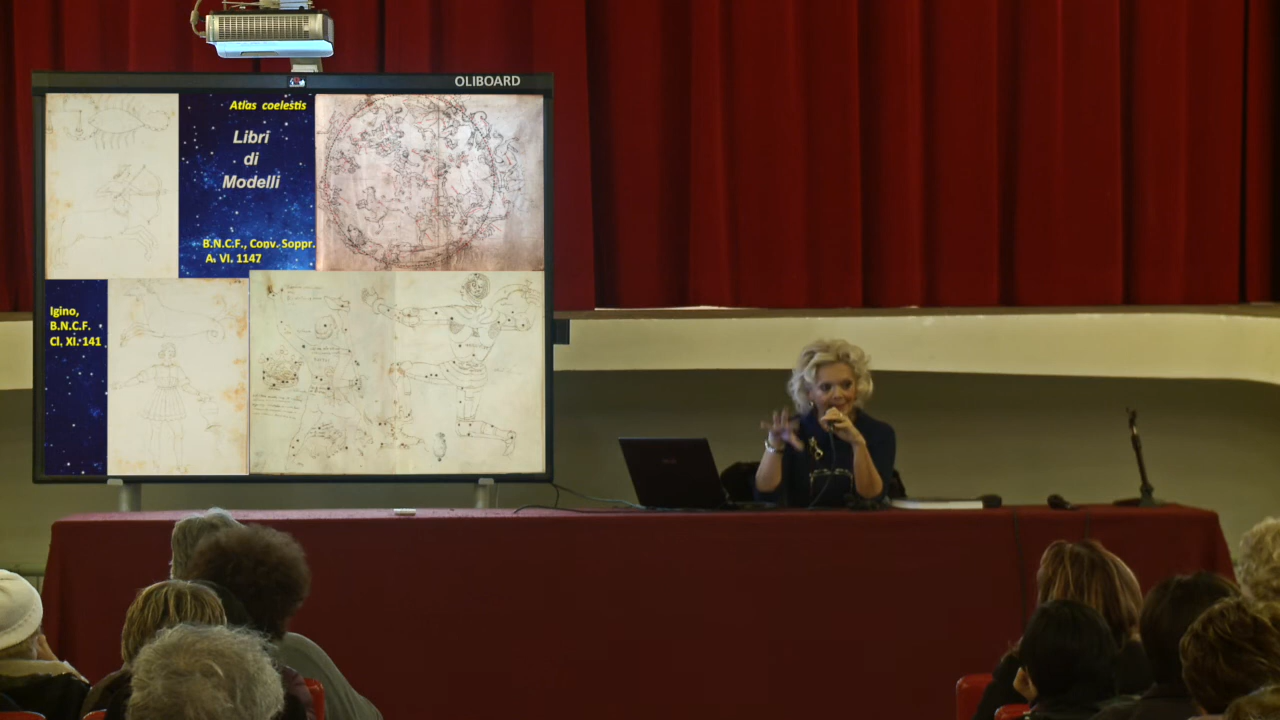 OLIBOARD
Atlas coelestis
Libri
di
Modelli
B.N.C.F., Conv. Soppr.
A. VI. 1147
Igino,
B.N.C.F.
Cl. XI. 141